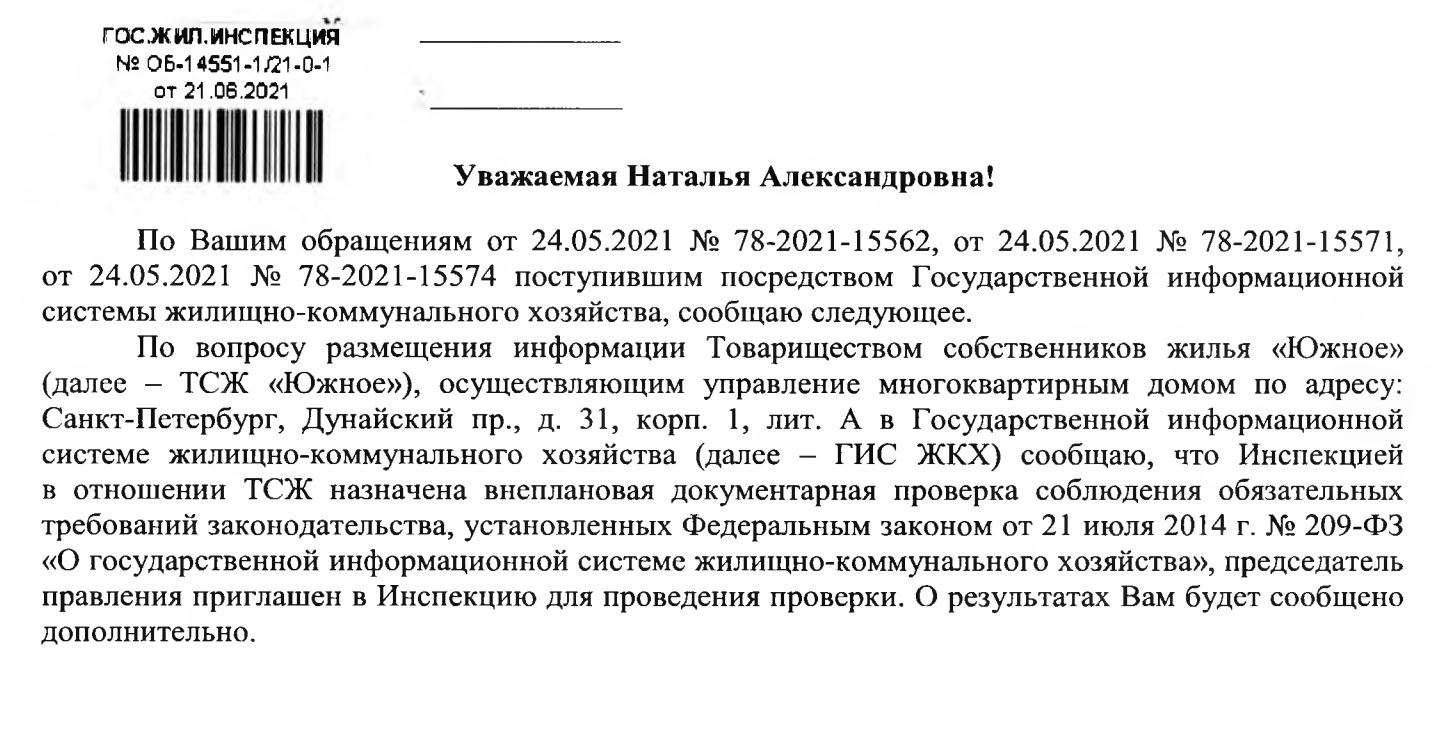 ГОС.ЖИЛ.ИНСПЕКЦИЯ
№ ОБ-14551-1/21-0-1
от 21.06.2021
Уважаемая Наталья Александровна!
По Вашим обращениям от 24.05.2021 № 78-2021-15562, от 24.05.2021 № 78-2021-15571,
от 24.05.2021 № 78-2021-15574 поступившим посредством Государственной информационной
системы жилищно-коммунального хозяйства, сообщаю следующее.
По вопросу размещения информации Товариществом собственников жилья «Южное»
(далее – ТСЖ «Южное»), осуществляющим управление многоквартирным домом по адресу:
Санкт-Петербург, Дунайский пр., д. 31, корп. 1, лит. А в Государственной информационной
системе жилищно-коммунального хозяйства (далее – ГИС ЖКХ) сообщаю, что Инспекцией
в отношении ТСЖ назначена внеплановая документарная проверка соблюдения обязательных
требований законодательства, установленных Федеральным законом от 21 июля 2014 г. № 209-ФЗ
«О государственной информационной системе жилищно-коммунального хозяйства», председатель
правления приглашен в Инспекцию для проведения проверки. О результатах Вам будет сообщено
дополнительно.